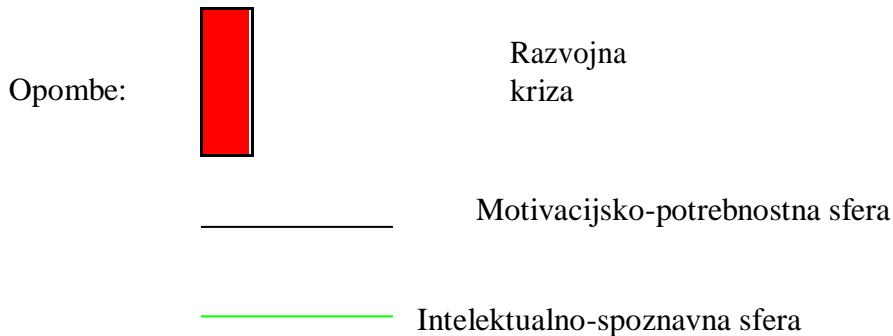 Razvojna
kriza
Opombe:
Motivacijsko-potrebnostna sfera
Intelektualno-spoznavna sfera